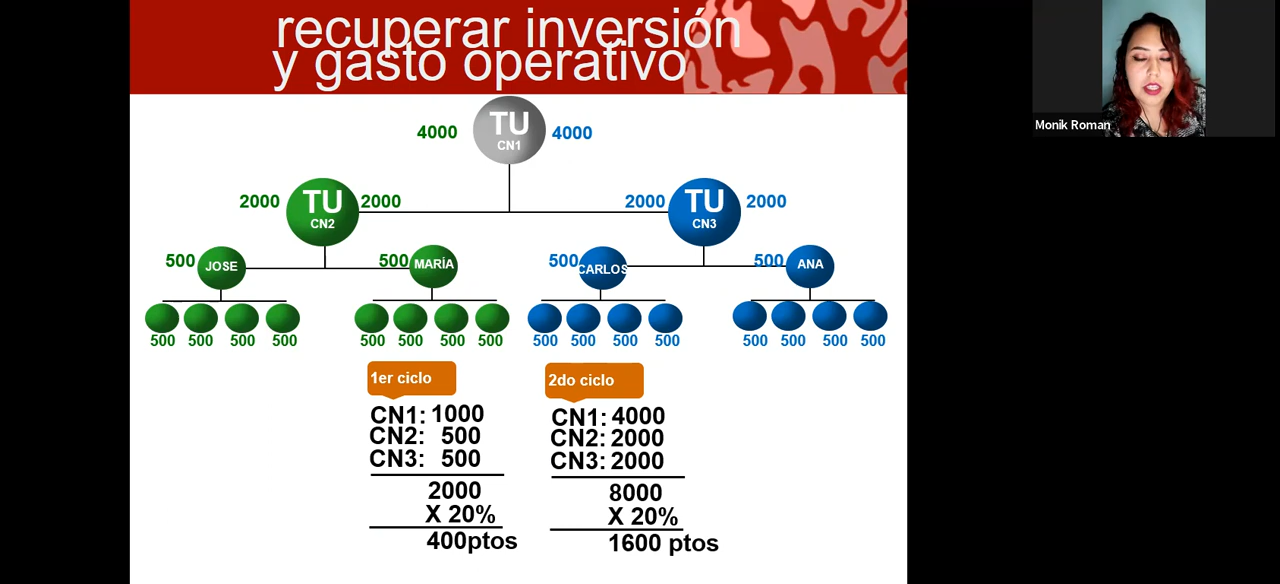 recuperar inversión
y gasto operativo
Monik Roman
4000 TU 4000
CN1
2000 TU 2000 2000 TU 2000
CN2 CN3
500 JOSE 500 MARÍA 500 CARLOS 500 ANA
500 500 500 500 500 500 500 500 500 500 500 500 500 500 500 500
1er ciclo
CN1: 1000
CN2: 500
CN3: 500
2000
X 20%
400ptos
2do ciclo
CN1: 4000
CN2: 2000
CN3: 2000
8000
X 20%
1600 ptos